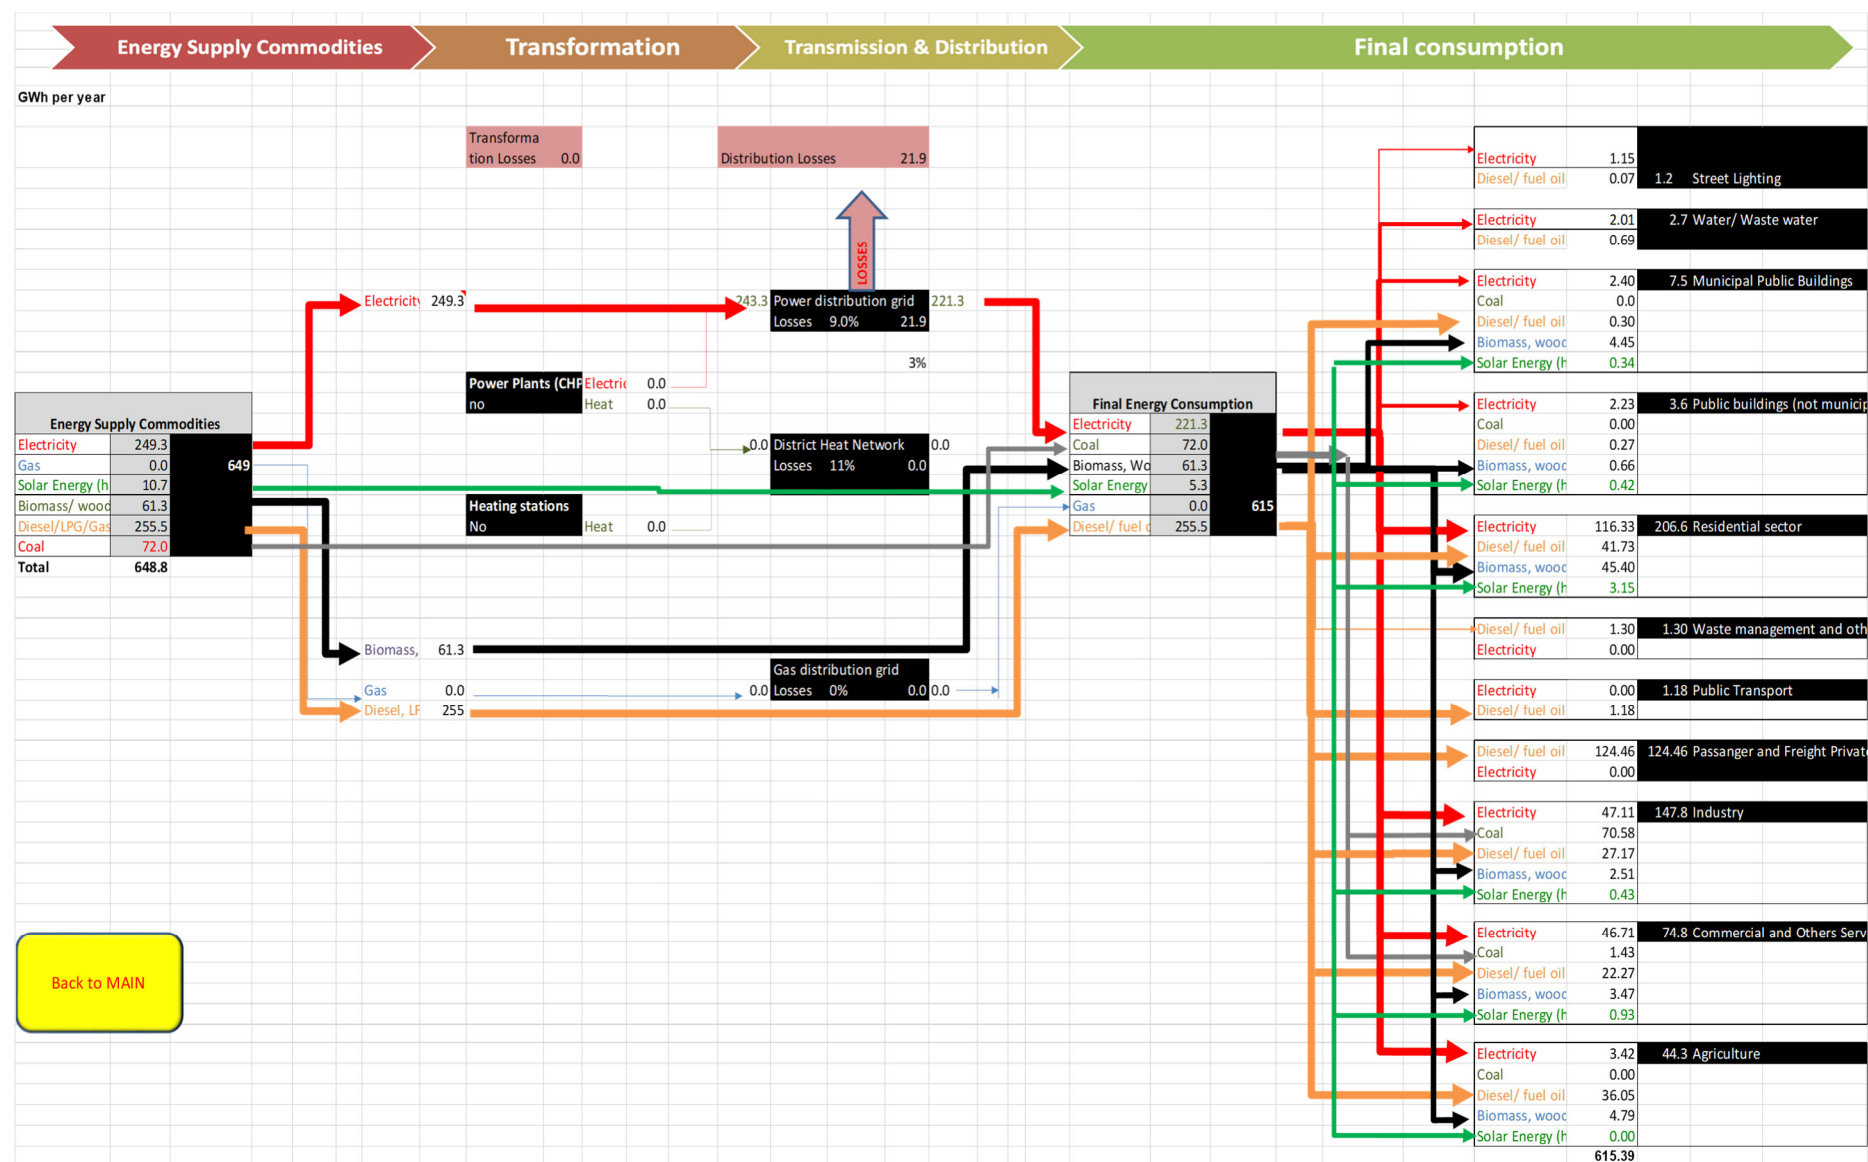 Energy Supply Commodities
Transformation
Transmission & Distribution
Final consumption
GWh per year
Transforma
tion Losses 0.0
Distribution Losses 21.9
LOSSES
Electricity 249.3
243.3 Power distribution grid 221.3
Losses 9.0% 21.9
3%
Power Plants (CHP Electric 0.0
no Heat 0.0
0.0 District Heat Network 0.0
Losses 11% 0.0
Heating stations
No Heat 0.0
Energy Supply Commodities
Electricity 249.3
Gas 0.0 649
Solar Energy (h 10.7
Biomass/ wood 61.3
Diesel/LPG/Gas 255.5
Coal 72.0
Total 648.8
Biomass, 61.3
Gas distribution grid
Gas 0.0
0.0 Losses 0% 0.0 0.0
Diesel, LF 255
Final Energy Consumption
Electricity 221.3
Coal 72.0
Biomass, Wo 61.3
Solar Energy 5.3
Gas 0.0 615
Diesel/ fuel o 255.5
Electricity 1.15
Diesel/ fuel oil 0.07 1.2 Street Lighting
Electricity 2.01 2.7 Water/ Waste water
Diesel/ fuel oil 0.69
Electricity 2.40 7.5 Municipal Public Buildings
Coal 0.0
Diesel/ fuel oil 0.30
Biomass, wood 4.45
Solar Energy (h 0.34
Electricity 2.23 3.6 Public buildings (not municip
Coal 0.00
Diesel/ fuel oil 0.27
Biomass, wood 0.66
Solar Energy (h 0.42
Electricity 116.33 206.6 Residential sector
Diesel/ fuel oil 41.73
Biomass, wood 45.40
Solar Energy (h 3.15
Diesel/ fuel oil 1.30 1.30 Waste management and oth
Electricity 0.00
Electricity 0.00 1.18 Public Transport
Diesel/ fuel oil 1.18
Diesel/ fuel oil 124.46 124.46 Passanger and Freight Privat
Electricity 0.00
Electricity 47.11 147.8 Industry
Coal 70.58
Diesel/ fuel oil 27.17
Biomass, wood 2.51
Solar Energy (h 0.43
Electricity 46.71 74.8 Commercial and Others Serv
Coal 1.43
Diesel/ fuel oil 22.27
Biomass, wood 3.47
Solar Energy (h 0.93
Electricity 3.42 44.3 Agriculture
Coal 0.00
Diesel/ fuel oil 36.05
Biomass, wood 4.79
Solar Energy (h 0.00
615.39
Back to MAIN